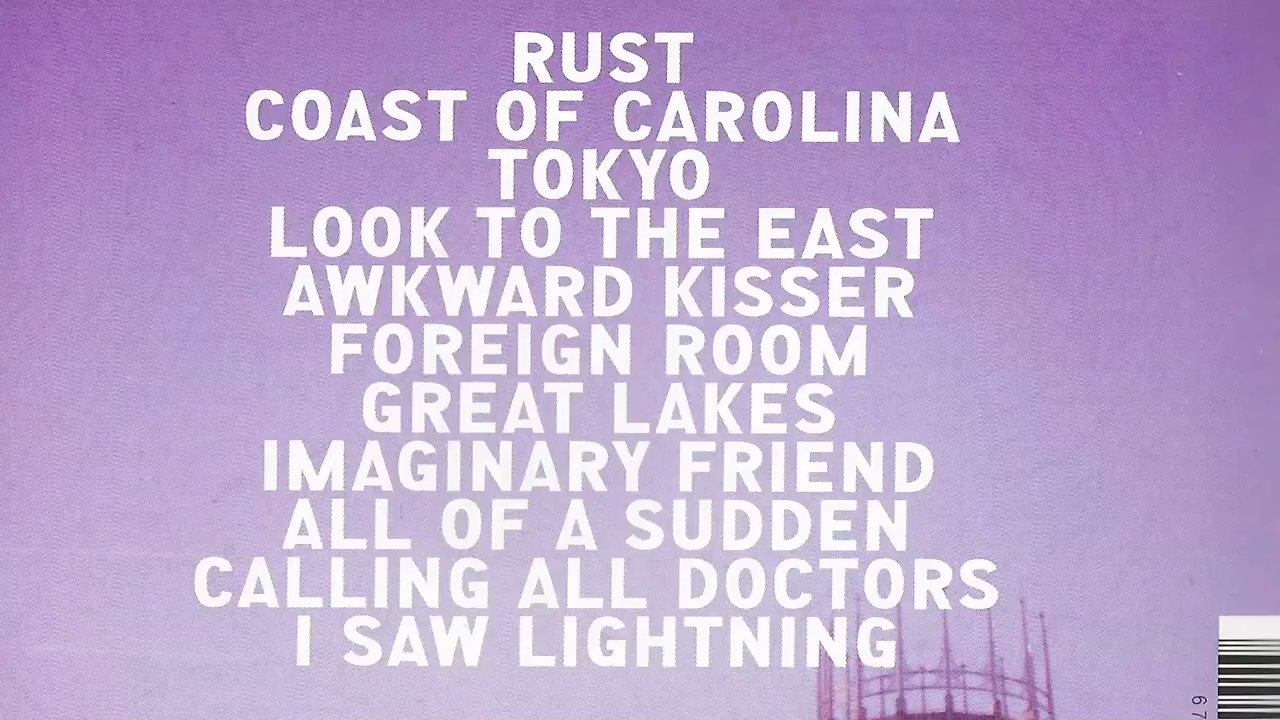 RUST
COAST OF CAROLINA
TOKYO
LOOK TO THE EAST
AWKWARD KISSER
FOREIGN ROOM
GREAT LAKES
IMAGINARY FRIEND
ALL OF A SUDDEN
CALLING ALL DOCTORS
I SAW LIGHTNING
67